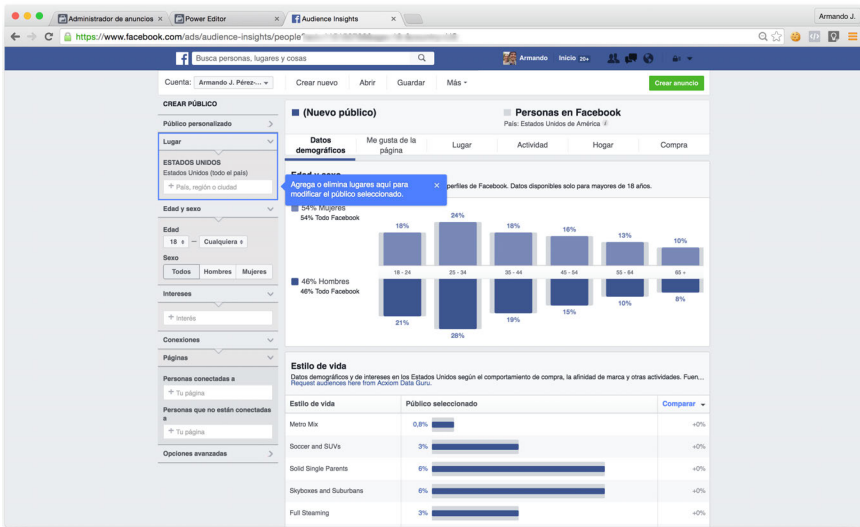 Administrador de anuncios
Power Editor
Audience Insights
Armando J.
https://www.facebook.com/ads/audience-insights/people
Busca personas, lugares y cosas
Armando
Inicio 20+
Cuenta: Armando J. Pérez-...
Crear nuevo
Abrir
Guardar
Más
Crear anuncio
CREAR PÚBLICO
Público personalizado
Lugar
ESTADOS UNIDOS
Estados Unidos (todo el país)
+ País, región o ciudad
Edad y sexo
Edad
18 — Cualquiera
Sexo
Todos Hombres Mujeres
Intereses
+ Interés
Conexiones
Páginas
Personas conectadas a
+ Tu página
Personas que no están conectadas
a
+ Tu página
Opciones avanzadas
(Nuevo público)
Personas en Facebook
País: Estados Unidos de América
Datos
demográficos
Me gusta de la
página
Lugar
Actividad
Hogar
Compra
Edad y sexo
perfiles de Facebook. Datos disponibles solo para mayores de 18 años.
Agrega o elimina lugares aquí para
modificar el público seleccionado.
54% Mujeres
54% Todo Facebook
18% 24% 18% 16% 13% 10%
18 - 24 25 - 34 35 - 44 45 - 54 55 - 64 65 +
46% Hombres
46% Todo Facebook
21% 28% 19% 15% 10% 8%
Estilo de vida
Datos demográficos y de intereses en los Estados Unidos según el comportamiento de compra, la afinidad de marca y otras actividades. Fuen...
Request audiences here from Acxiom Data Guru.
Estilo de vida Público seleccionado Comparar
Metro Mix 0,8% +0%
Soccer and SUVs 3% +0%
Solid Single Parents 6% +0%
Skyboxes and Suburbans 6% +0%
Full Steaming 3% +0%